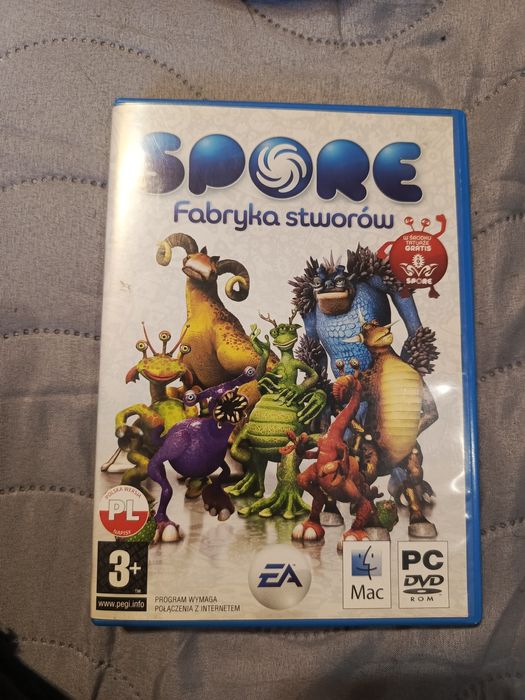 SPORE
Fabryka stworów
W ŚRODKU
TATUAŻE
GRATIS
SPORE
POLSKA WERSJA
PL
NAPISY
3+
™
www.pegi.info
PROGRAM WYMAGA
POŁĄCZENIA Z INTERNETEM
EA
Mac
PC
DVD
ROM